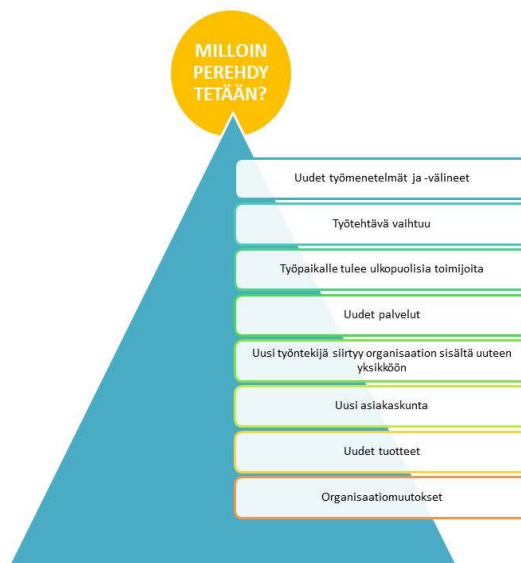 MILLOIN
PEREHDY
TETÄÄN?
Uudet työmenetelmät ja -välineet
Työtehtävä vaihtuu
Työpaikalle tulee ulkopuolisia toimijoita
Uudet palvelut
Uusi työntekijä siirtyy organisaation sisältä uuteen
yksikköön
Uusi asiakaskunta
Uudet tuotteet
Organisaatiomuutokset